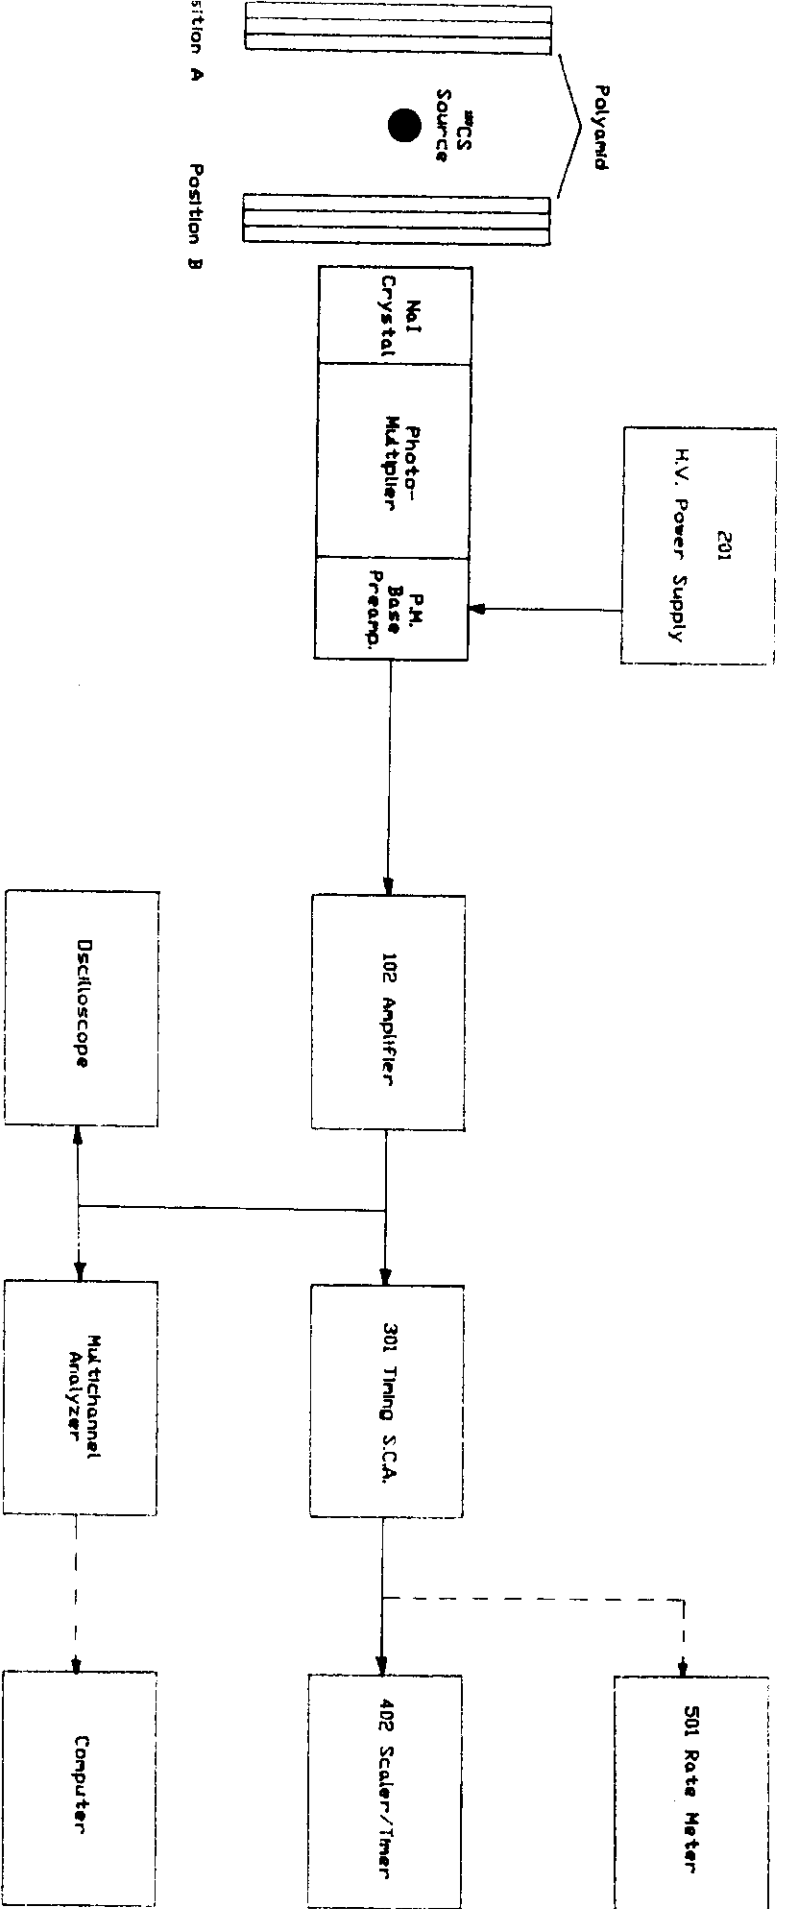 Polyamid
CS
Source
sition A
Position B
NaI
Crystal
Photo-
Multiplier
P.M.
Base
Preamp.
201
H.V. Power Supply
102 Amplifier
301 Timing S.C.A.
402 Scaler/Timer
501 Rate Meter
Oscilloscope
Multichannel
Analyzer
Computer